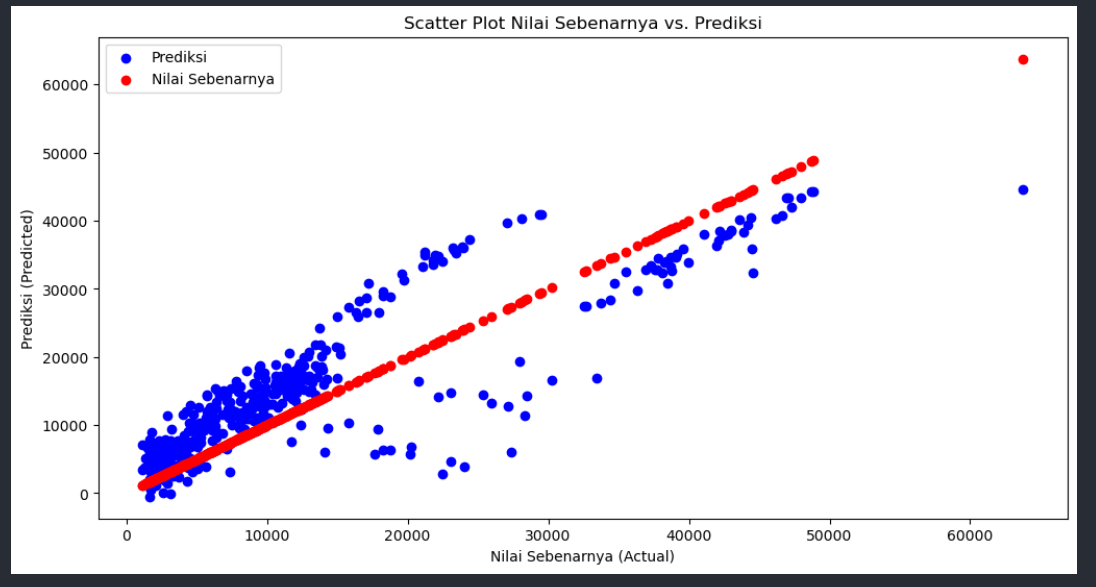 Scatter Plot Nilai Sebenarnya vs. Prediksi
Prediksi
Nilai Sebenarnya
Prediksi (Predicted)
60000
50000
40000
30000
20000
10000
0
0 10000 20000 30000 40000 50000 60000
Nilai Sebenarnya (Actual)